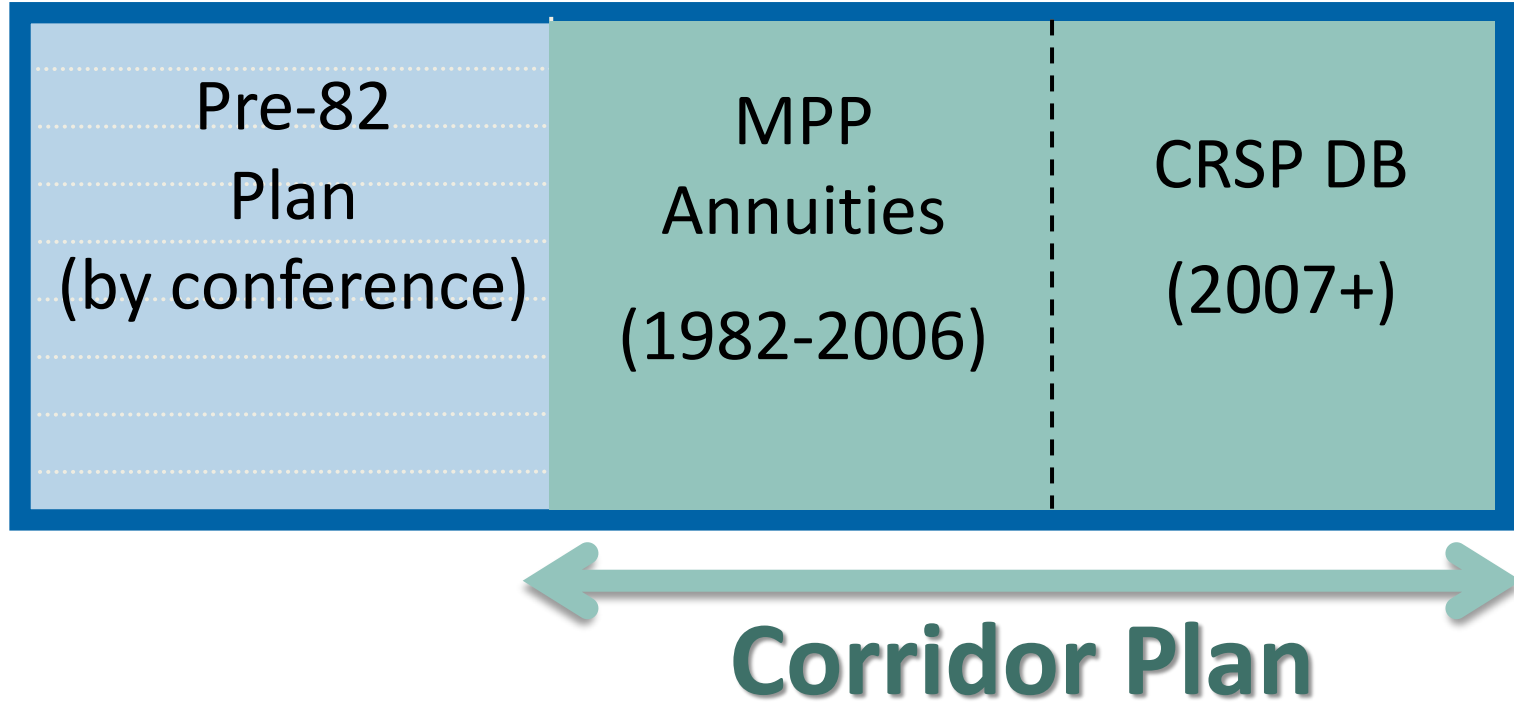 Pre-82
Plan
(by conference)
MPP
Annuities
(1982-2006)
CRSP DB
(2007+)
Corridor Plan